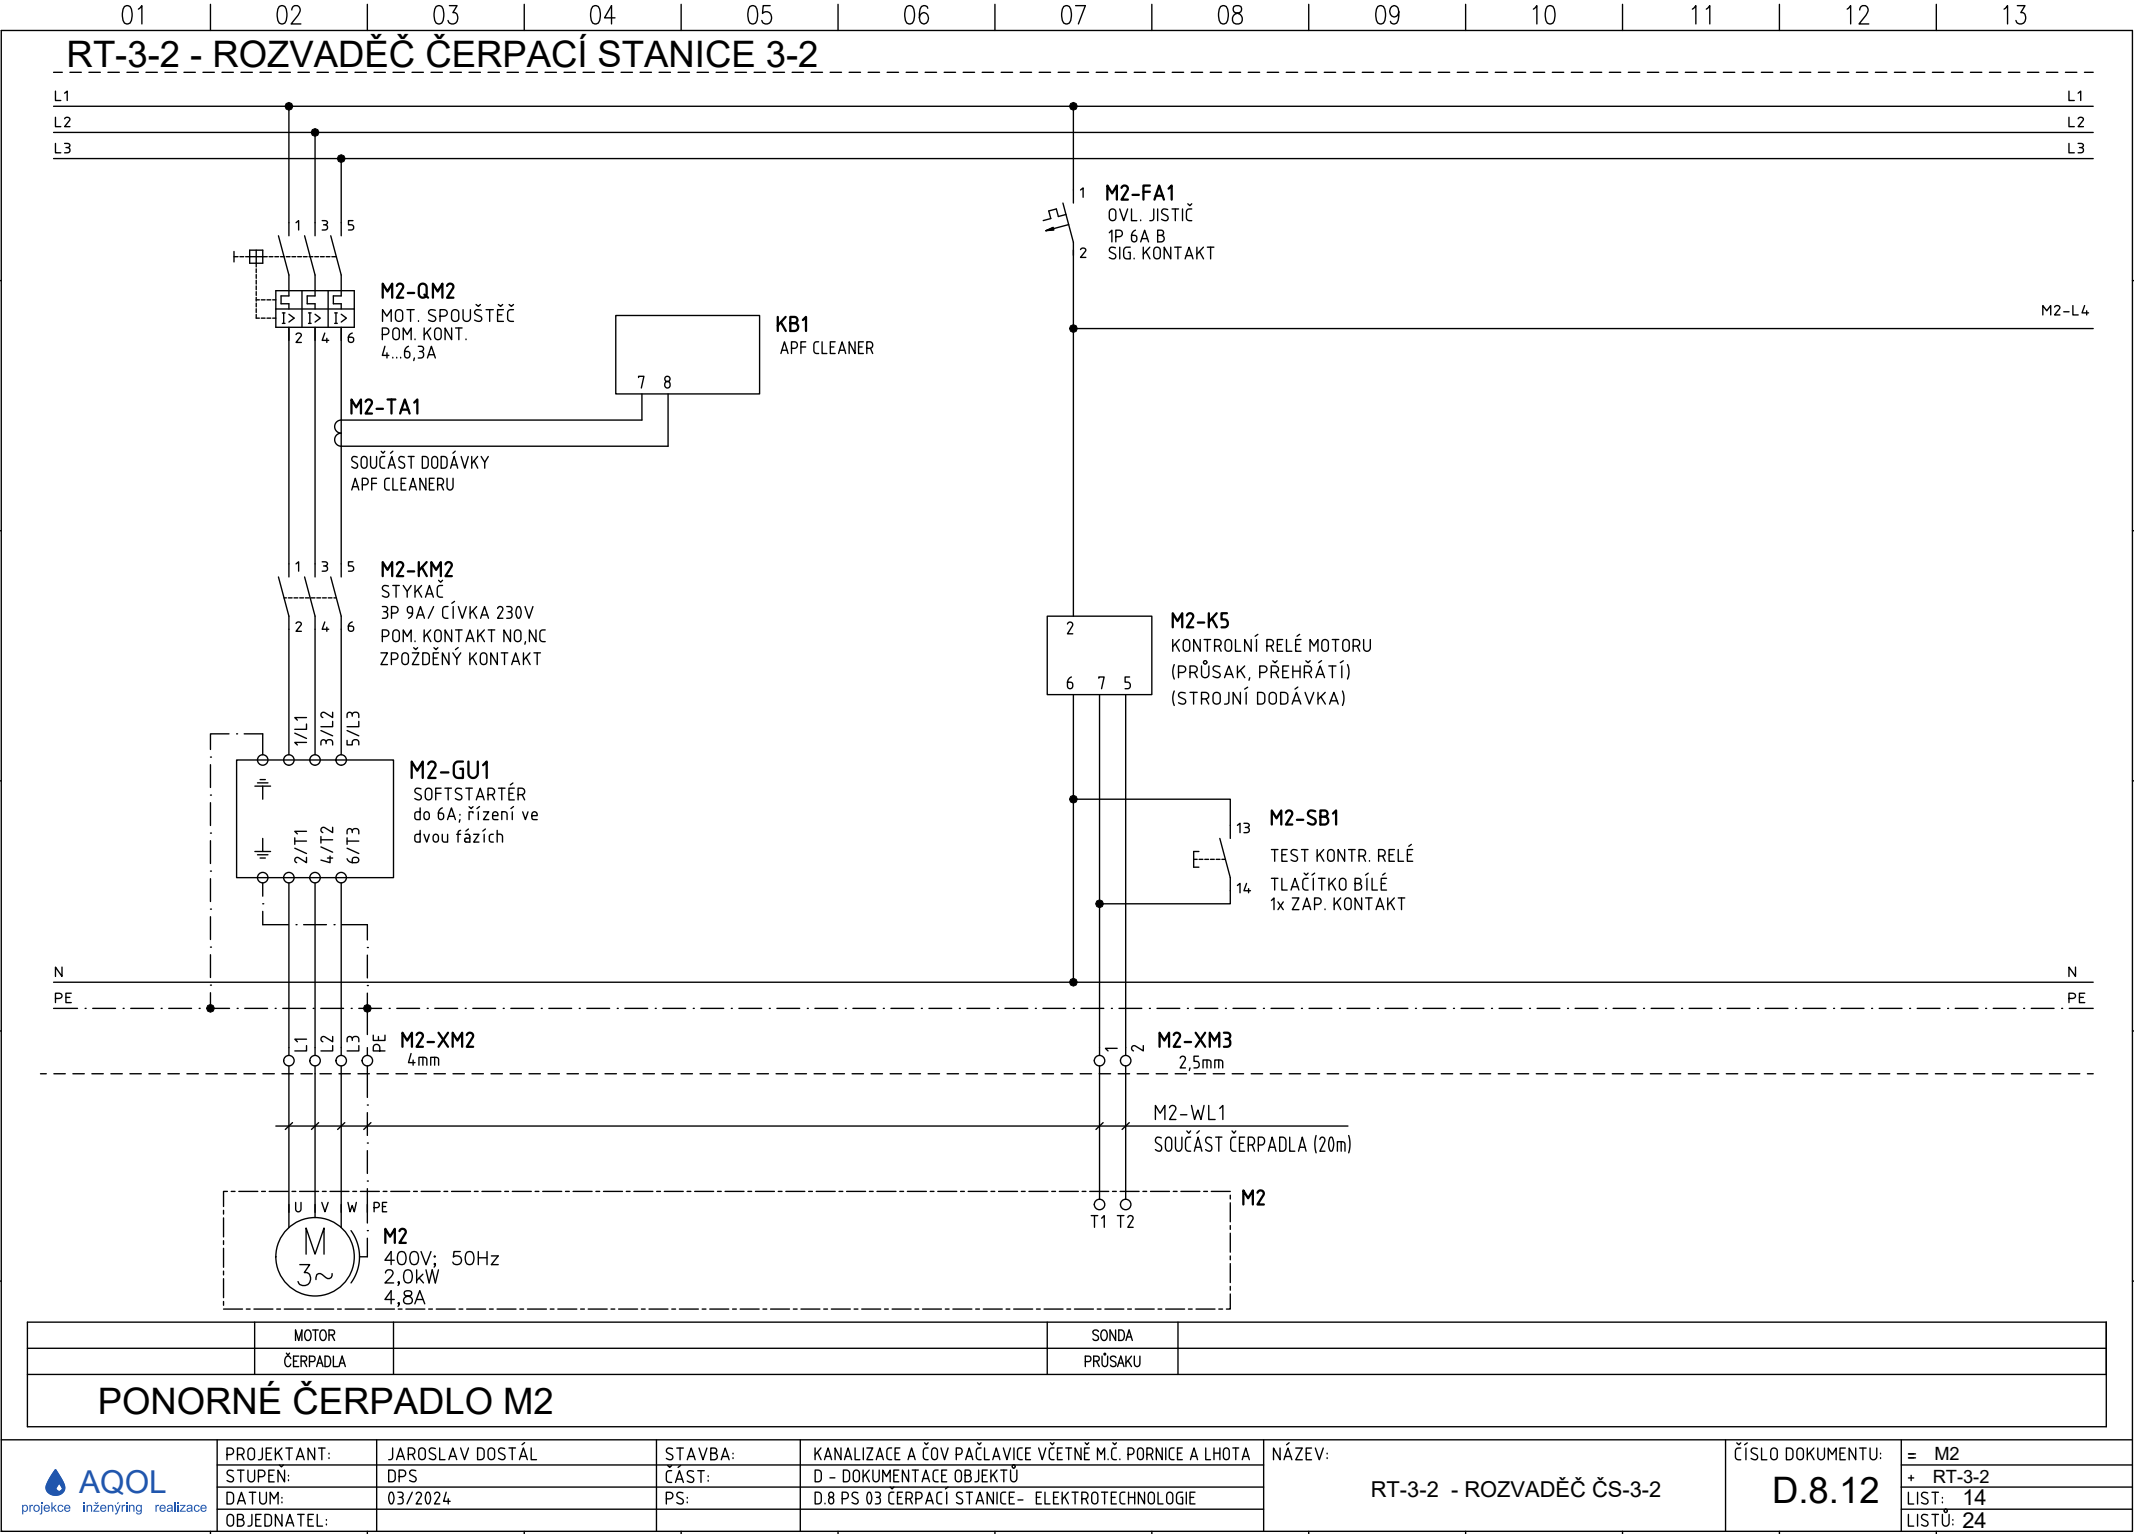 01 02 03 04 05 06 07 08 09 10 11 12 13
RT-3-2 - ROZVADĚČ ČERPACÍ STANICE 3-2
L1 L1
L2 L2
L3 L3
1 3 5
M2-QM2
MOT. SPOUŠTĚČ
POM. KONT.
4...6,3A
I> I> I>
2 4 6
KB1
APF CLEANER
7 8
M2-TA1
SOUČÁST DODÁVKY
APF CLEANERU
1
M2-FA1
OVL. JISTIČ
1P 6A B
2 SIG. KONTAKT
M2-L4
1 3 5
M2-KM2
STYKAČ
3P 9A/ CÍVKA 230V
POM. KONTAKT NO,NC
ZPOŽDĚNÝ KONTAKT
2 4 6
2
6 7 5
M2-K5
KONTROLNÍ RELÉ MOTORU
(PRŮSAK, PŘEHŘÁTÍ)
(STROJNÍ DODÁVKA)
1/L1 3/L2 5/L3
M2-GU1
SOFTSTARTÉR
do 6A; řízení ve
dvou fázích
2/T1 4/T2 6/T3
13
M2-SB1
TEST KONTR. RELÉ
14 TLAČÍTKO BÍLÉ
1x ZAP. KONTAKT
N N
PE PE
L1 L2 L3 PE
M2-XM2
4mm
1 2
M2-XM3
2,5mm
M2-WL1
SOUČÁST ČERPADLA (20m)
U V W PE
M
3~
M2
400V; 50Hz
2,0kW
4,8A
T1 T2
M2
MOTOR SONDA
ČERPADLA PRŮSAKU
PONORNÉ ČERPADLO M2
AQOL
projekce inženýring realizace
PROJEKTANT: JAROSLAV DOSTÁL
STUPEŇ: DPS
DATUM: 03/2024
OBJEDNATEL:
STAVBA: KANALIZACE A ČOV PAČLAVICE VČETNĚ M.Č. PORNICE A LHOTA
ČÁST: D - DOKUMENTACE OBJEKTŮ
PS: D.8 PS 03 ČERPACÍ STANICE- ELEKTROTECHNOLOGIE
NÁZEV:
RT-3-2 - ROZVADĚČ ČS-3-2
ČÍSLO DOKUMENTU:
D.8.12
= M2
+ RT-3-2
LIST: 14
LISTŮ: 24